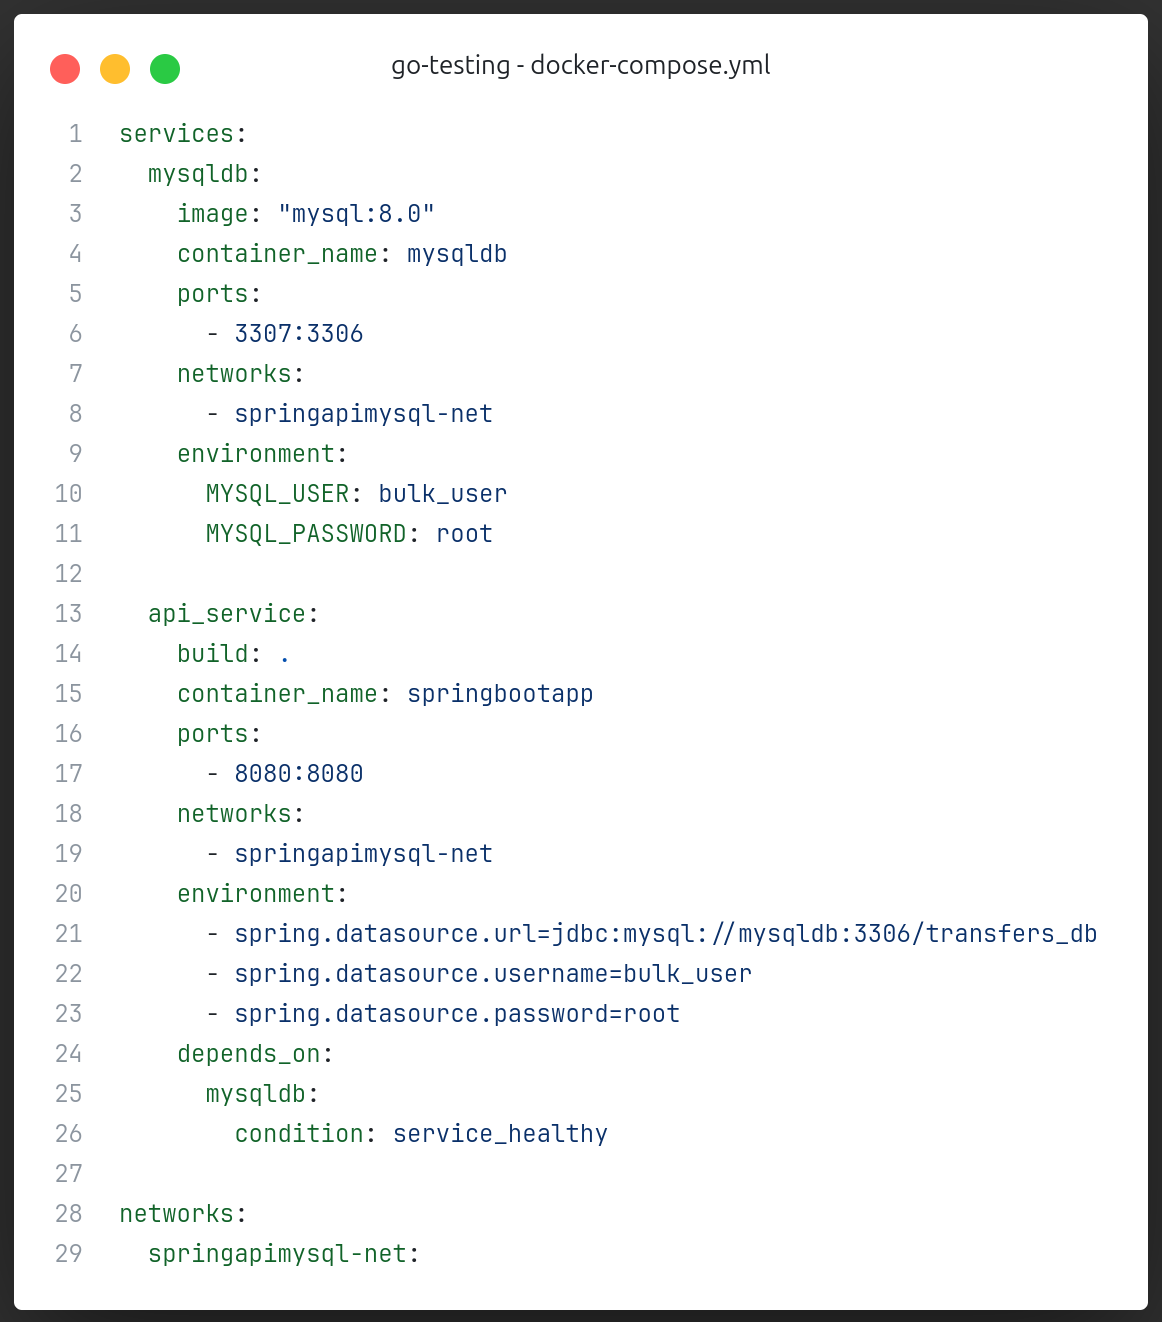 go-testing - docker-compose.yml
1 services:
2   mysqldb:
3     image: "mysql:8.0"
4     container_name: mysqldb
5     ports:
6       - 3307:3306
7     networks:
8       - springapimysql-net
9     environment:
10       MYSQL_USER: bulk_user
11       MYSQL_PASSWORD: root
12
13   api_service:
14     build: .
15     container_name: springbootapp
16     ports:
17       - 8080:8080
18     networks:
19       - springapimysql-net
20     environment:
21       - spring.datasource.url=jdbc:mysql://mysqldb:3306/transfers_db
22       - spring.datasource.username=bulk_user
23       - spring.datasource.password=root
24     depends_on:
25       mysqldb:
26         condition: service_healthy
27
28 networks:
29   springapimysql-net: